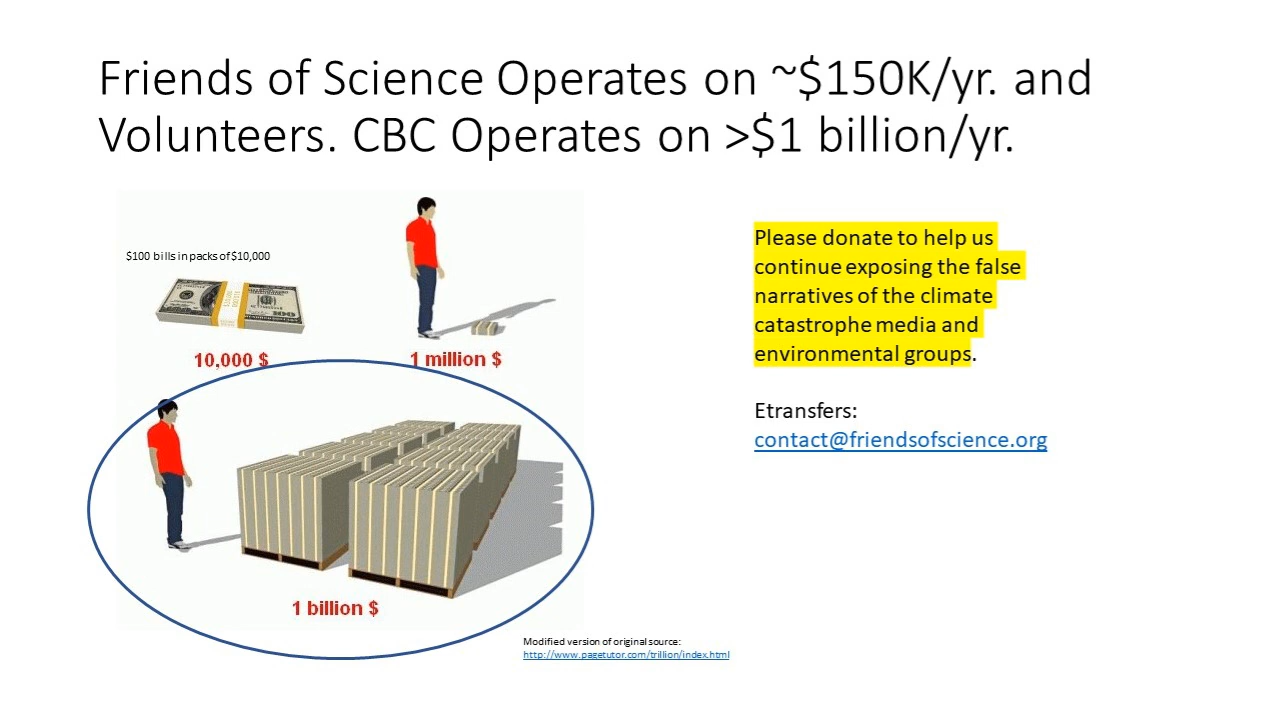 Friends of Science Operates on ~$150K/yr. and
Volunteers. CBC Operates on >$1 billion/yr.
$100 bills in packs of $10,000
10,000 $
1 million $
1 billion $
Please donate to help us
continue exposing the false
narratives of the climate
catastrophe media and
environmental groups.
Etransfers:
contact@friendsofscience.org
Modified version of original source:
http://www.pagetutor.com/trillion/index.html